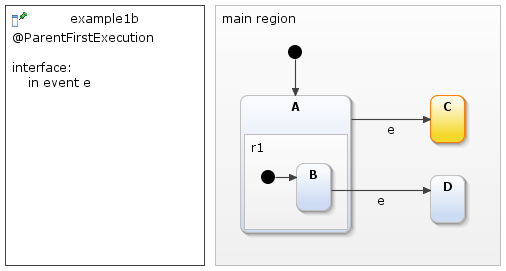 example1b
@ParentFirstExecution
interface:
in event e
main region
A
C
e
r1
B
D
e